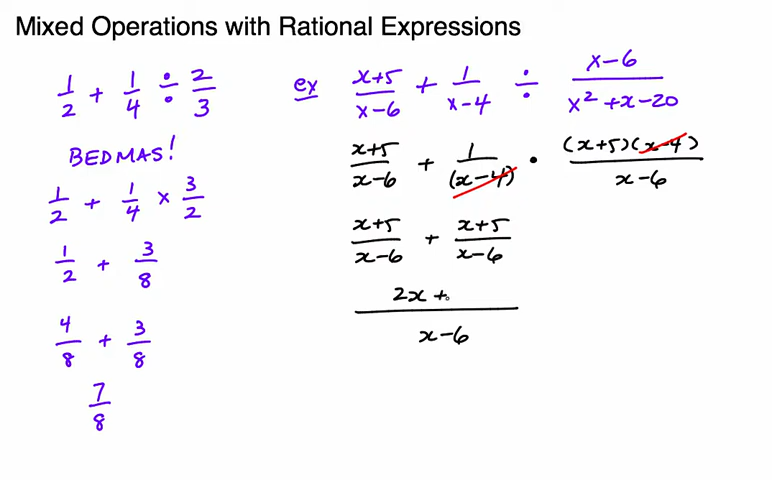 Mixed Operations with Rational Expressions
1/2 + 1/4 ÷ 2/3
BEDMAS!
1/2 + 1/4 × 3/2
1/2 + 3/8
4/8 + 3/8
7/8
ex (x+5)/(x-6) + 1/(x-4) ÷ (x-6)/(x²+x-20)
(x+5)/(x-6) + 1/(x-4) • (x+5)(x-4)/(x-6)
(x+5)/(x-6) + (x+5)/(x-6)
(2x +)/(x-6)